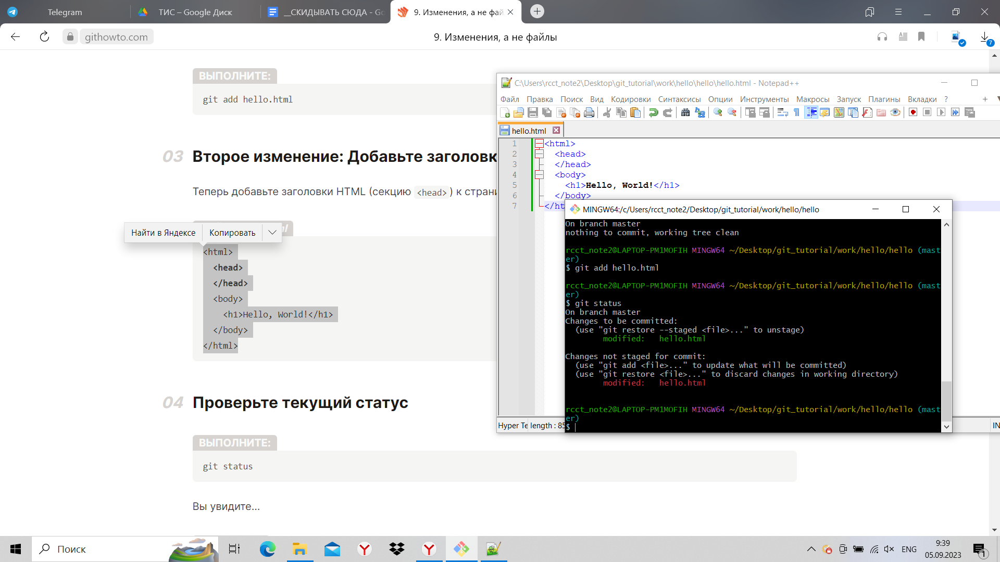 Telegram
ТИС – Google Диск
__СКИДЫВАТЬ СЮДА - Go
9. Изменения, а не фай
githowto.com
9. Изменения, а не файлы
7
ВЫПОЛНИТЕ:
git add hello.html
03 Второе изменение: Добавьте заголовк
Теперь добавьте заголовки HTML (секцию <head>) к страни
Найти в Яндексе
Копировать
<html>
<head>
</head>
<body>
<h1>Hello, World!</h1>
</body>
</html>
04 Проверьте текущий статус
ВЫПОЛНИТЕ:
git status
Вы увидите...
C:\Users\rcct_note2\Desktop\git_tutorial\work\hello\hello\hello.html - Notepad++
Файл Правка Поиск Вид Кодировки Синтаксисы Опции Инструменты Макросы Запуск Плагины Вкладки ?
hello.html
1 <html>
2 <head>
3 </head>
4 <body>
5 <h1>Hello, World!</h1>
6 </body>
7 </ht
Hyper Te length : 85
IN
MINGW64:/c/Users/rcct_note2/Desktop/git_tutorial/work/hello/hello
On branch master
nothing to commit, working tree clean
rcct_note2@LAPTOP-PM1MOFIH MINGW64 ~/Desktop/git_tutorial/work/hello/hello (mast
er)
$ git add hello.html
rcct_note2@LAPTOP-PM1MOFIH MINGW64 ~/Desktop/git_tutorial/work/hello/hello (mast
er)
$ git status
On branch master
Changes to be committed:
(use "git restore --staged <file>..." to unstage)
modified: hello.html
Changes not staged for commit:
(use "git add <file>..." to update what will be committed)
(use "git restore <file>..." to discard changes in working directory)
modified: hello.html
rcct_note2@LAPTOP-PM1MOFIH MINGW64 ~/Desktop/git_tutorial/work/hello/hello (mast
er)
$
Поиск
ENG
9:39
05.09.2023
1